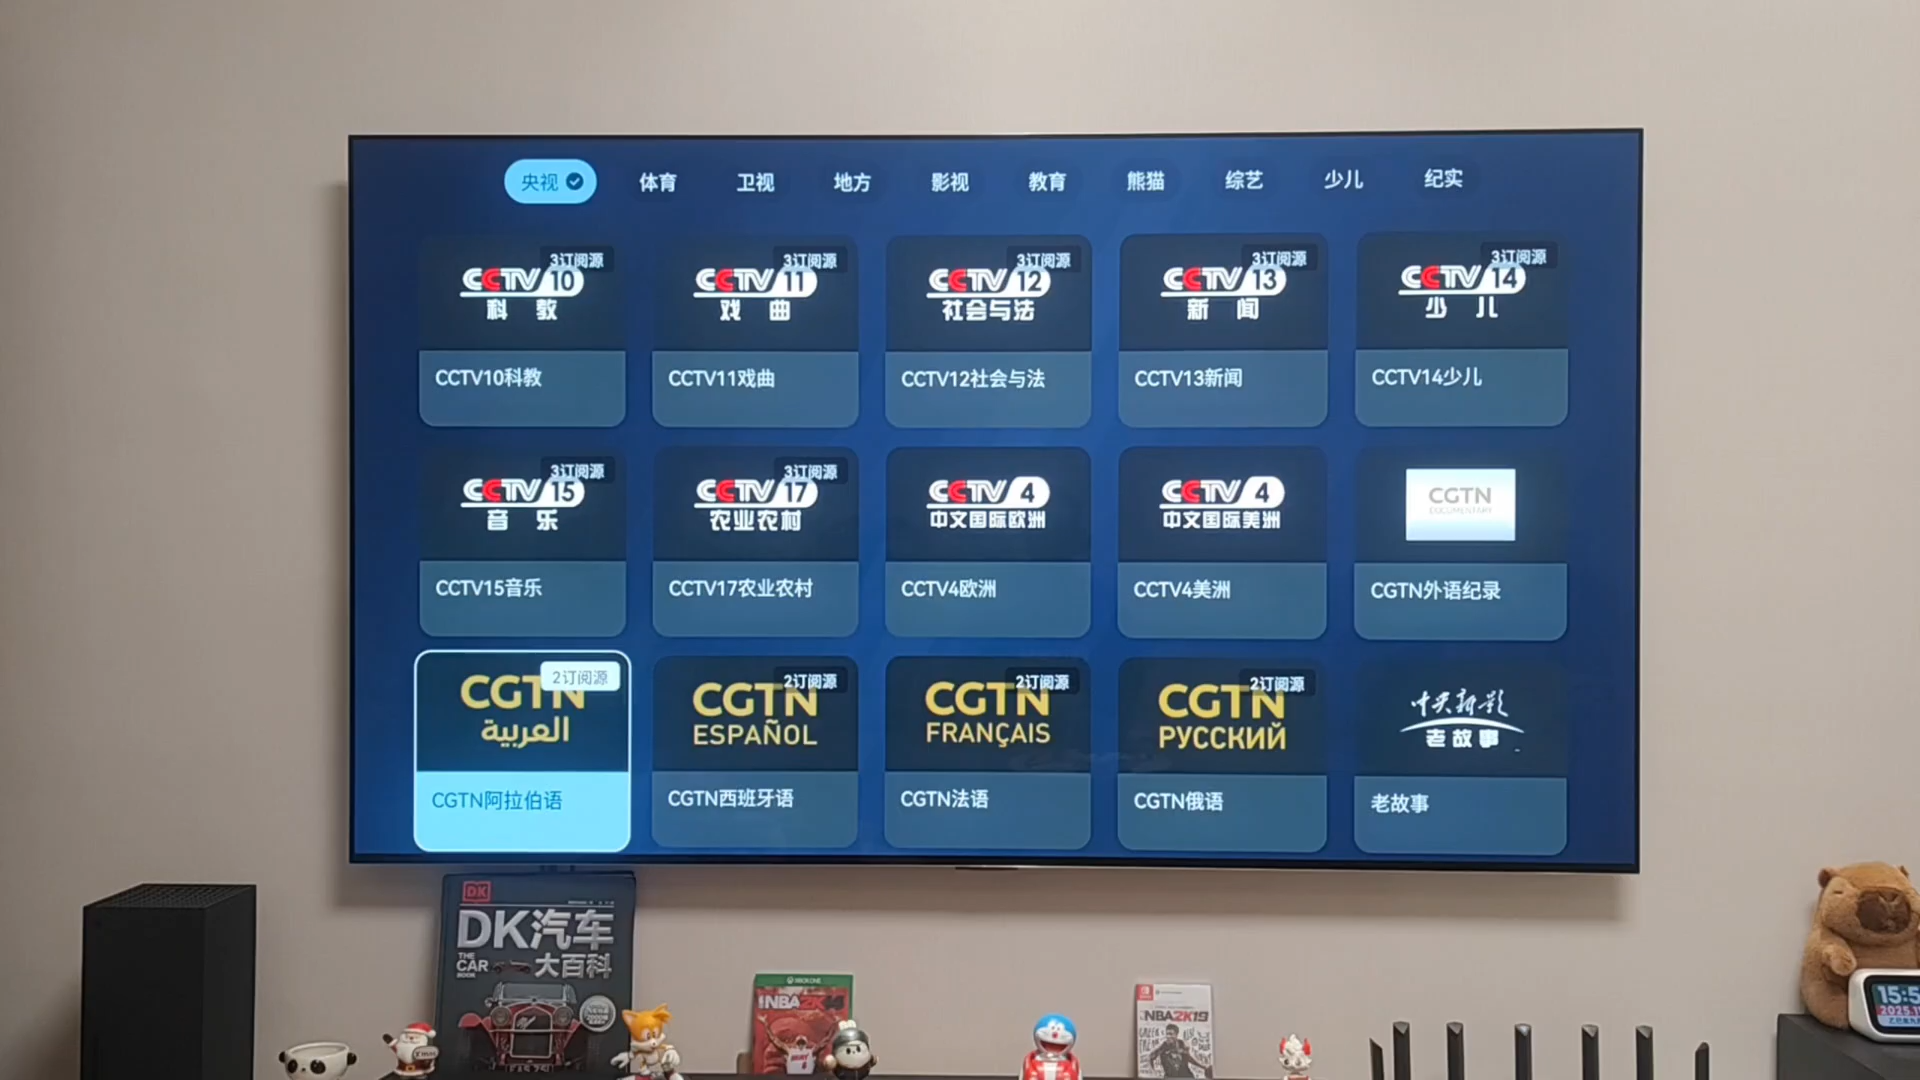 央视
体育
卫视
地方
影视
教育
熊猫
综艺
少儿
纪实
3订阅源
CCTV 10
科 教
CCTV10科教
3订阅源
CCTV 11
戏 曲
CCTV11戏曲
3订阅源
CCTV 12
社会与法
CCTV12社会与法
3订阅源
CCTV 13
新 闻
CCTV13新闻
3订阅源
CCTV 14
少 儿
CCTV14少儿
3订阅源
CCTV 15
音 乐
CCTV15音乐
3订阅源
CCTV 17
农业农村
CCTV17农业农村
CCTV 4
中文国际欧洲
CCTV4欧洲
CCTV 4
中文国际美洲
CCTV4美洲
CGTN
DOCUMENTARY
CGTN外语纪录
2订阅源
CGTN
العربية
CGTN阿拉伯语
2订阅源
CGTN
ESPAÑOL
CGTN西班牙语
2订阅源
CGTN
FRANÇAIS
CGTN法语
2订阅源
CGTN
РУССКИЙ
CGTN俄语
中央新影
老故事
老故事
DK
DK汽车
THE
CAR
BOOK
大百科
XBOX ONE
NBA2K14
NBA2K19
15:5
2025.1